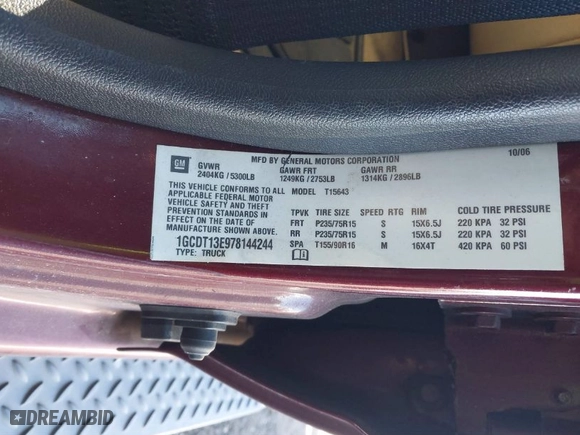 MFD BY GENERAL MOTORS CORPORATION 10/06
GM GVWR GAWR FRT GAWR RR
2404KG / 5300LB 1249KG / 2753LB 1314KG / 2896LB
THIS VEHICLE CONFORMS TO ALL MODEL T15643
APPLICABLE FEDERAL MOTOR
VEHICLE SAFETY AND THEFT
PREVENTION STANDARDS IN
EFFECT ON THE DATE OF
MANUFACTURE SHOWN ABOVE.
1GCDT13E978144244
TYPE: TRUCK
TPVK TIRE SIZE SPEED RTG RIM COLD TIRE PRESSURE
FRT P235/75R15 S 15X6.5J 220 KPA 32 PSI
RR P235/75R15 S 15X6.5J 220 KPA 32 PSI
SPA T155/90R16 M 16X4T 420 KPA 60 PSI
DREAMBID